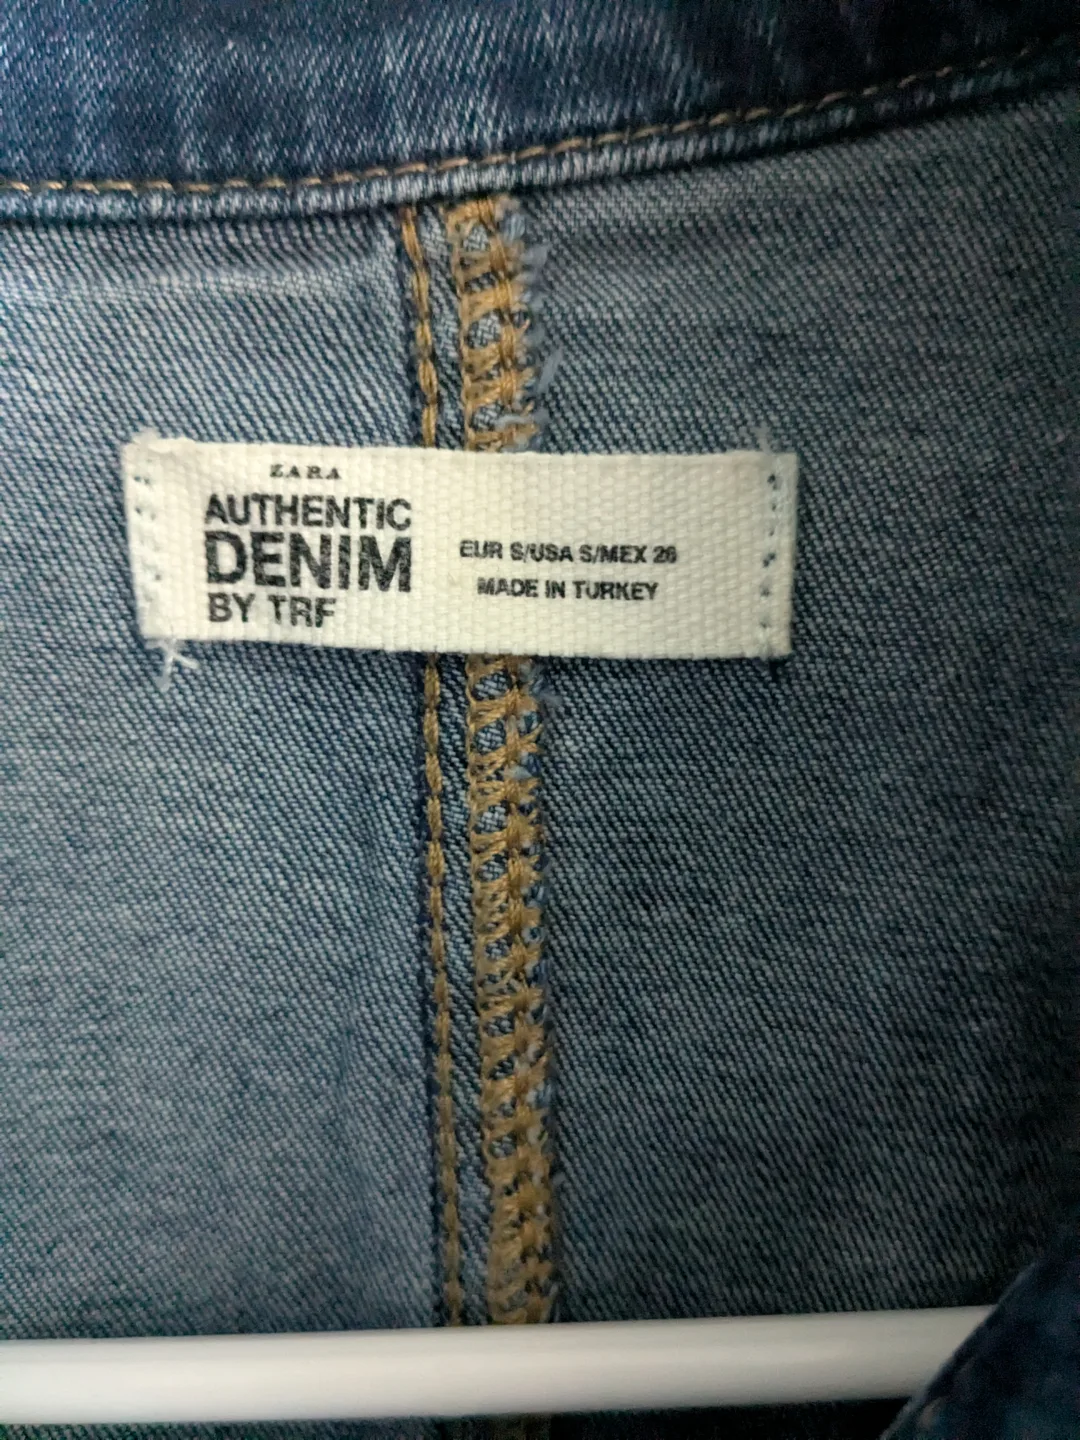 ZARA
AUTHENTIC
DENIM
BY TRF
EUR S/USA S/MEX 26
MADE IN TURKEY